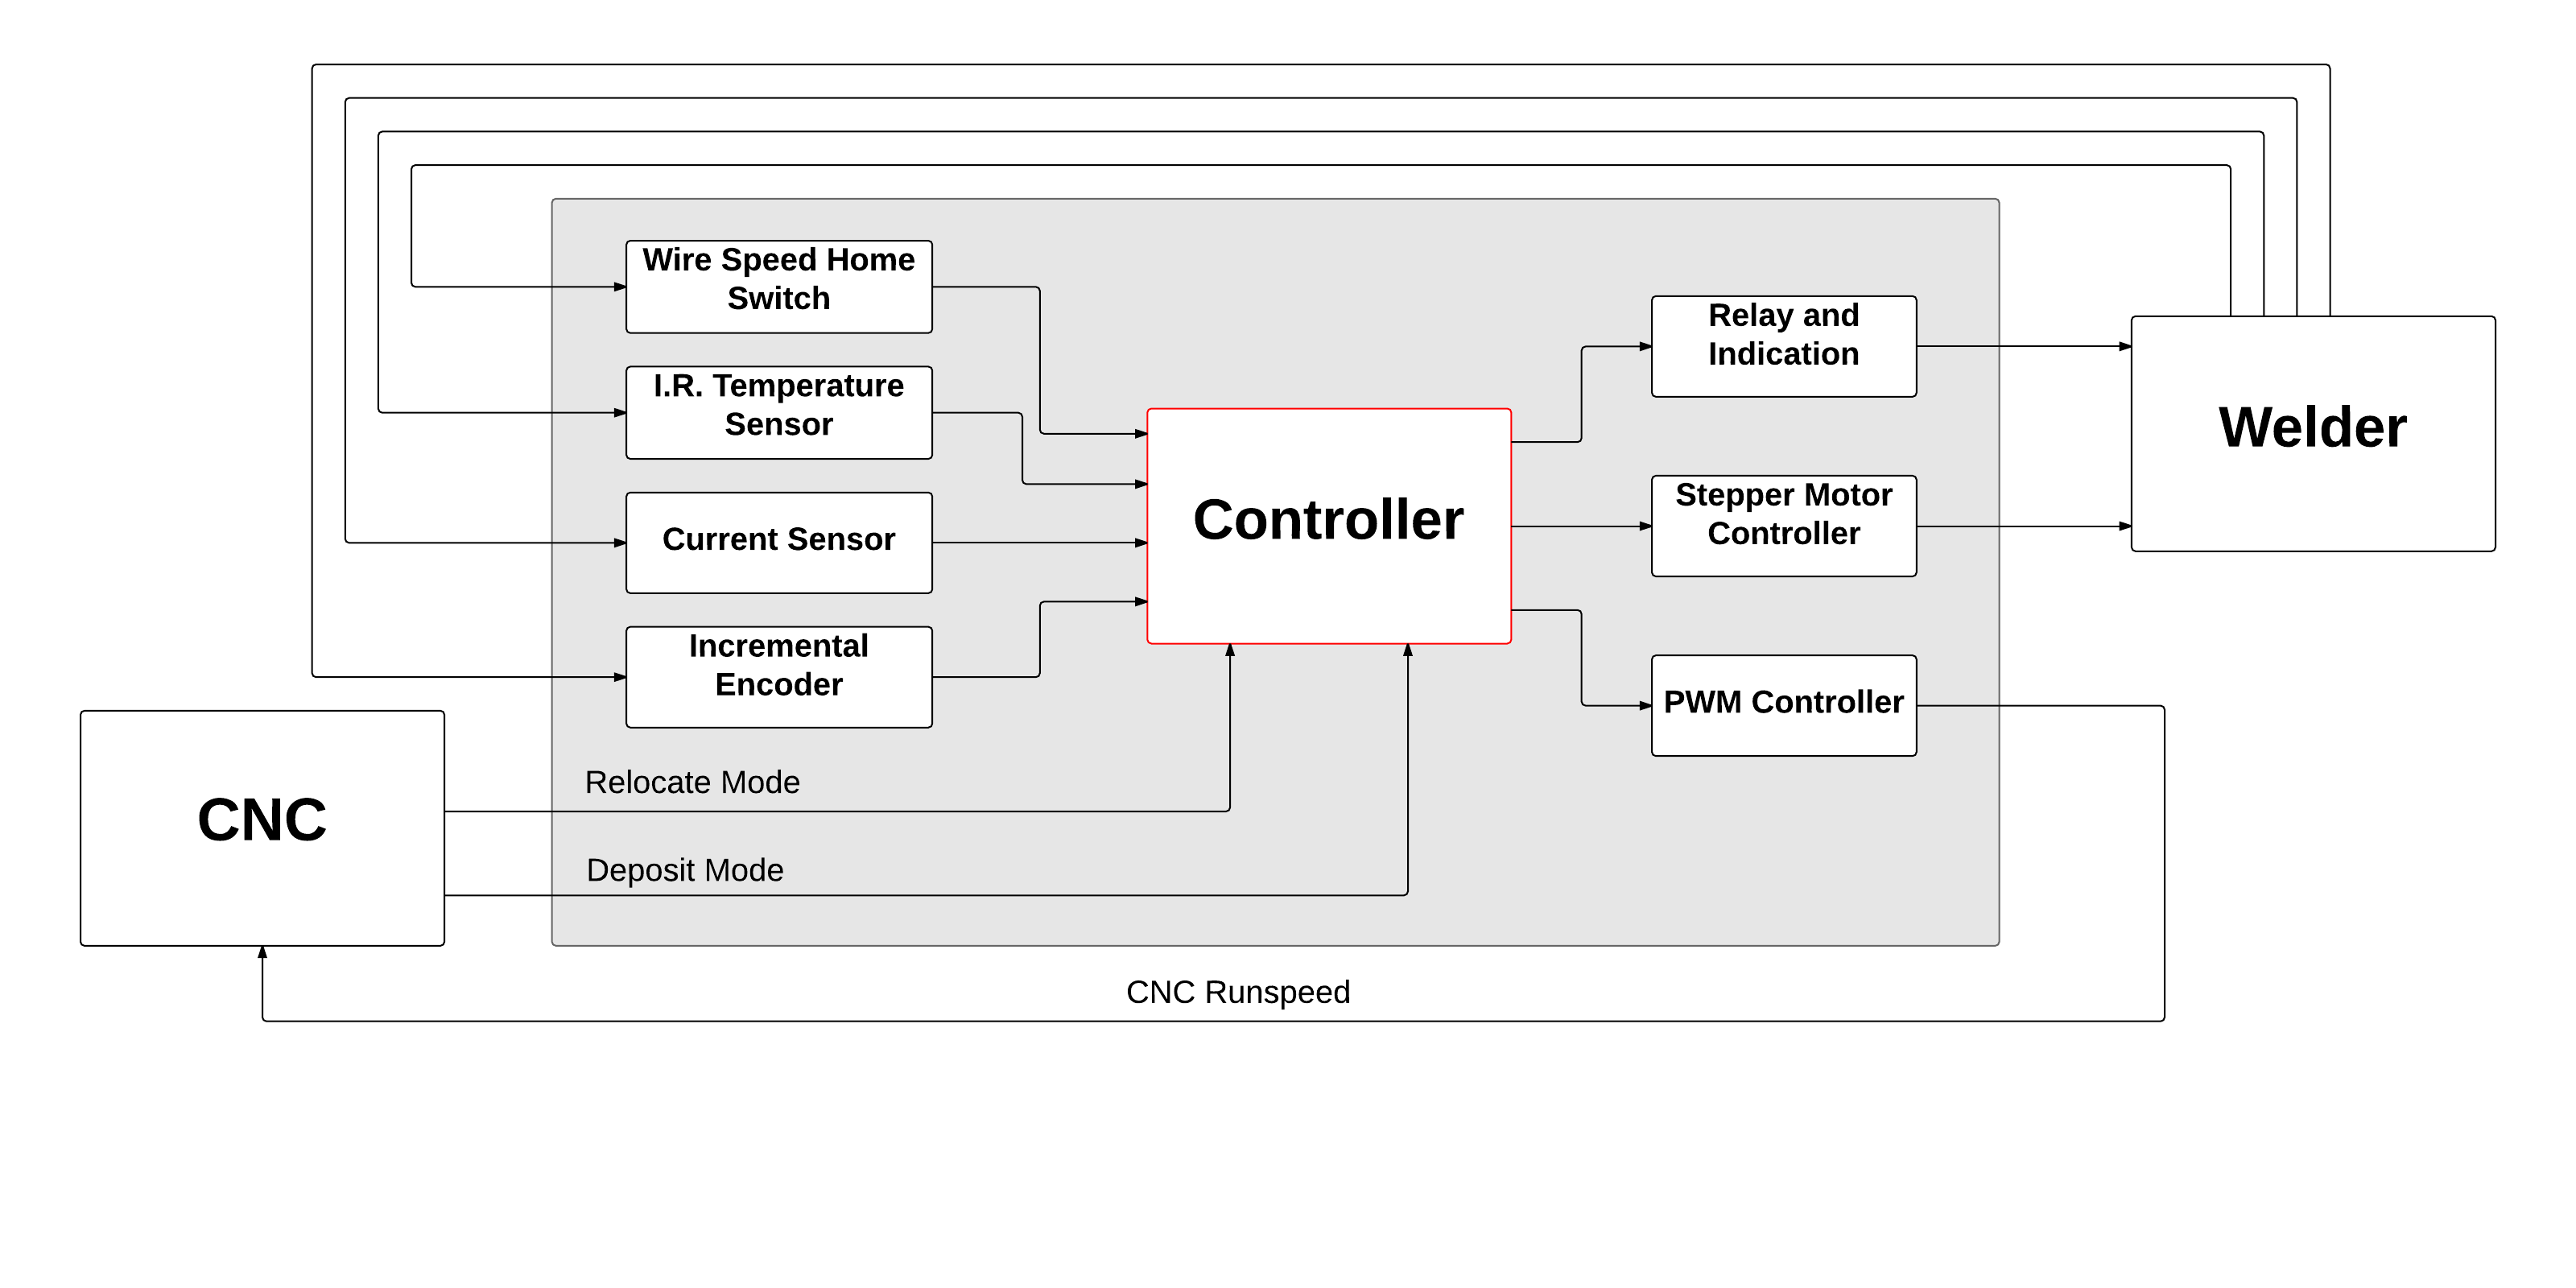 Wire Speed Home
Switch
I.R. Temperature
Sensor
Current Sensor
Incremental
Encoder
Controller
Relay and
Indication
Stepper Motor
Controller
PWM Controller
Welder
CNC
Relocate Mode
Deposit Mode
CNC Runspeed